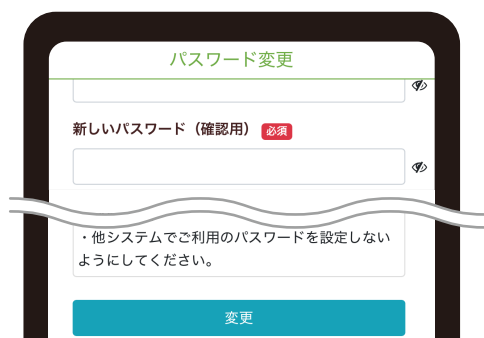 パスワード変更
新しいパスワード（確認用） 必須
・他システムでご利用のパスワードを設定しない
ようにしてください。
変更